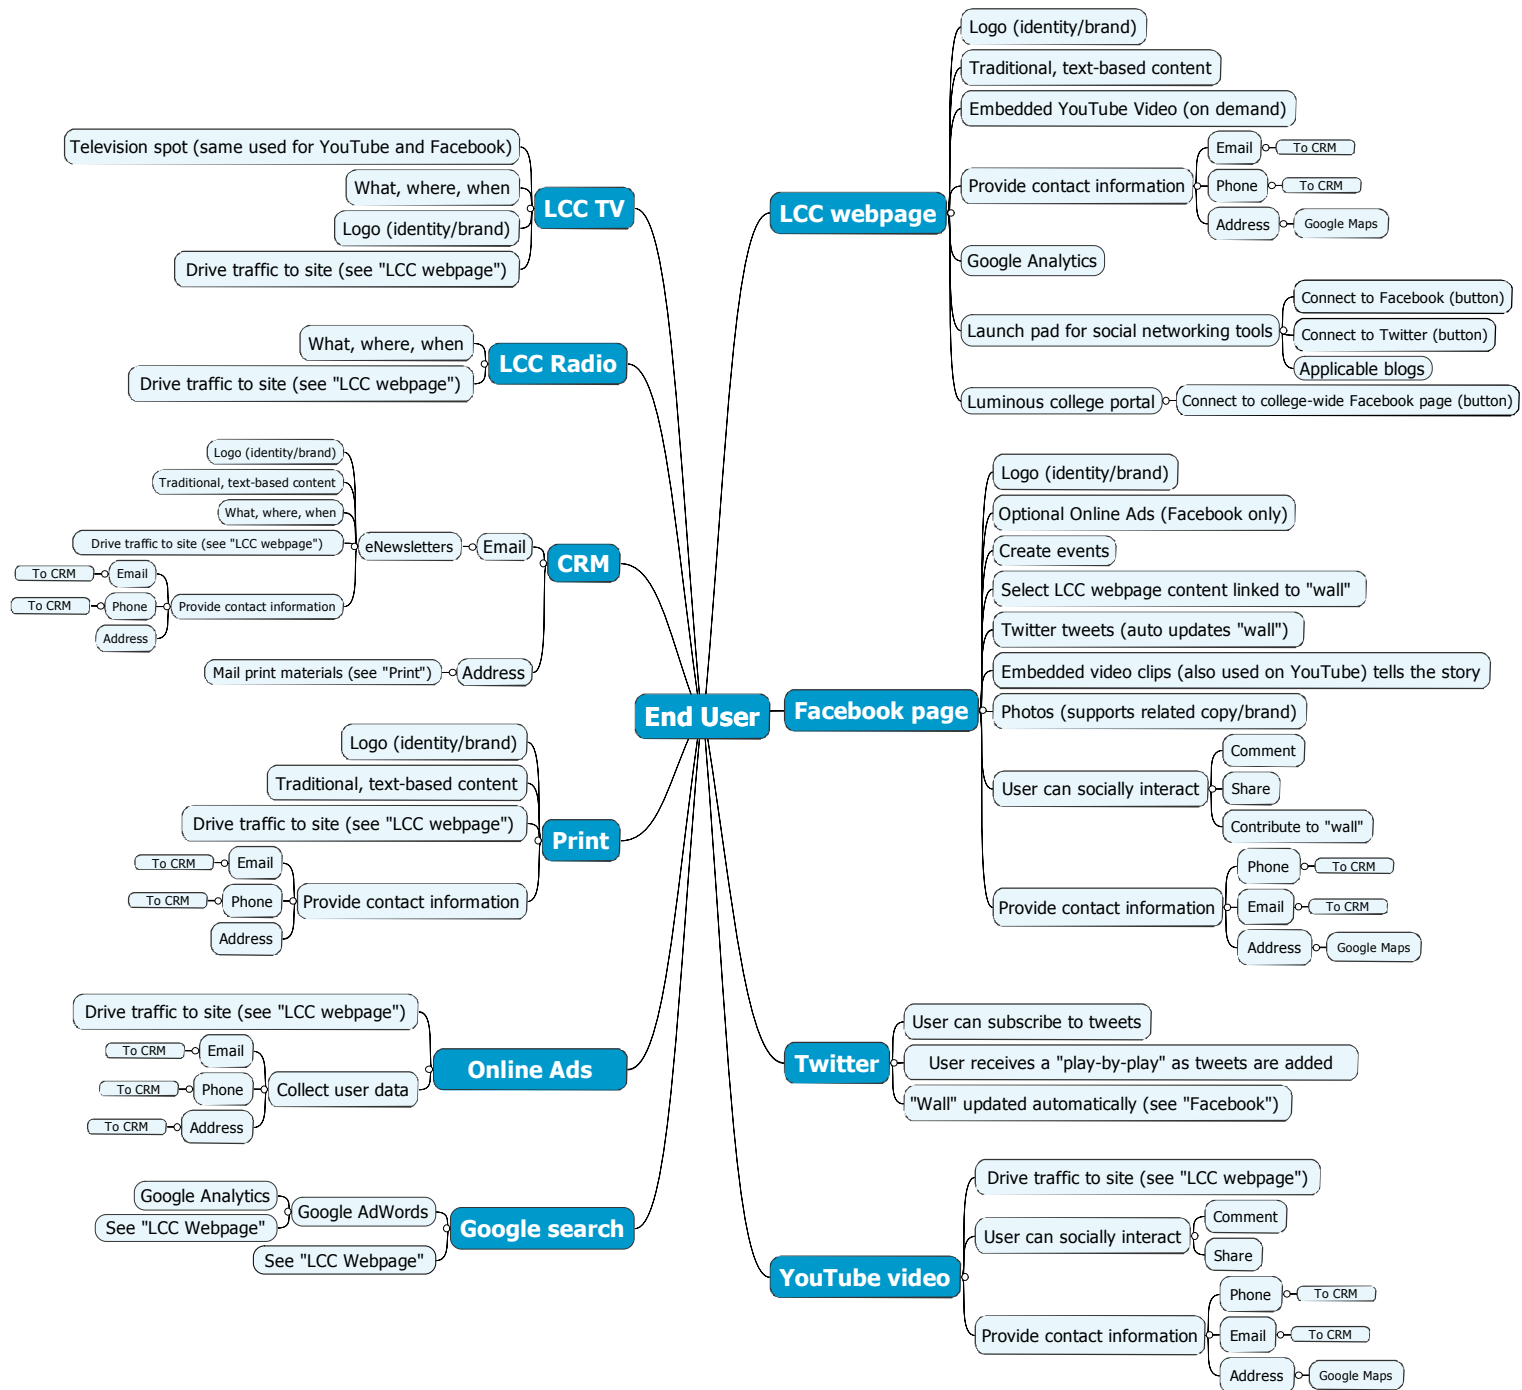 End User
LCC TV
Television spot (same used for YouTube and Facebook)
What, where, when
Logo (identity/brand)
Drive traffic to site (see "LCC webpage")
LCC Radio
What, where, when
Drive traffic to site (see "LCC webpage")
CRM
Email
eNewsletters
Logo (identity/brand)
Traditional, text-based content
What, where, when
Drive traffic to site (see "LCC webpage")
Provide contact information
Email
To CRM
Phone
To CRM
Address
Address
Mail print materials (see "Print")
Print
Logo (identity/brand)
Traditional, text-based content
Drive traffic to site (see "LCC webpage")
Provide contact information
Email
To CRM
Phone
To CRM
Address
Online Ads
Drive traffic to site (see "LCC webpage")
Collect user data
Email
To CRM
Phone
To CRM
Address
To CRM
Google search
Google AdWords
Google Analytics
See "LCC Webpage"
See "LCC Webpage"
LCC webpage
Logo (identity/brand)
Traditional, text-based content
Embedded YouTube Video (on demand)
Provide contact information
Email
To CRM
Phone
To CRM
Address
Google Maps
Google Analytics
Launch pad for social networking tools
Connect to Facebook (button)
Connect to Twitter (button)
Applicable blogs
Luminous college portal
Connect to college-wide Facebook page (button)
Facebook page
Logo (identity/brand)
Optional Online Ads (Facebook only)
Create events
Select LCC webpage content linked to "wall"
Twitter tweets (auto updates "wall")
Embedded video clips (also used on YouTube) tells the story
Photos (supports related copy/brand)
User can socially interact
Comment
Share
Contribute to "wall"
Provide contact information
Phone
To CRM
Email
To CRM
Address
Google Maps
Twitter
User can subscribe to tweets
User receives a "play-by-play" as tweets are added
"Wall" updated automatically (see "Facebook")
YouTube video
Drive traffic to site (see "LCC webpage")
User can socially interact
Comment
Share
Provide contact information
Phone
To CRM
Email
To CRM
Address
Google Maps